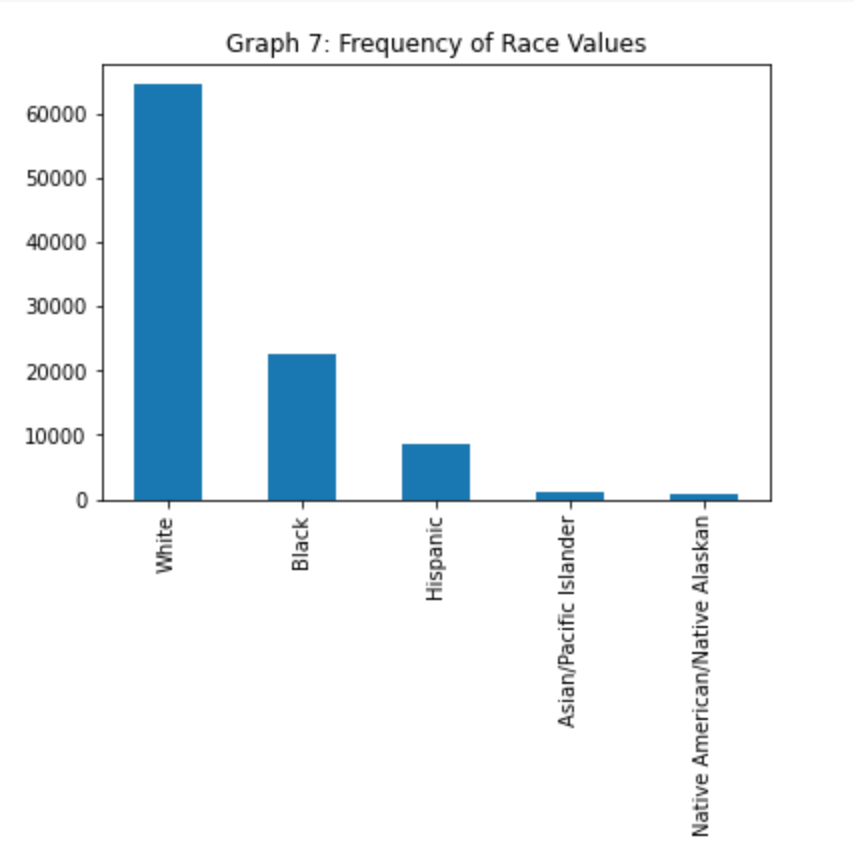 Graph 7: Frequency of Race Values
60000
50000
40000
30000
20000
10000
0
White
Black
Hispanic
Asian/Pacific Islander
Native American/Native Alaskan